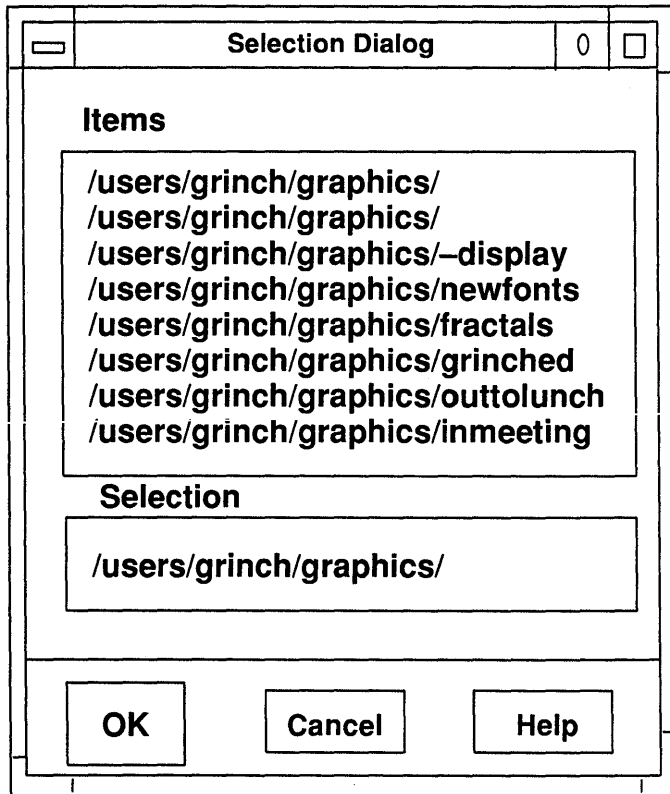 Selection Dialog
Items
/users/grinch/graphics/
/users/grinch/graphics/
/users/grinch/graphics/–display
/users/grinch/graphics/newfonts
/users/grinch/graphics/fractals
/users/grinch/graphics/grinched
/users/grinch/graphics/outtolunch
/users/grinch/graphics/inmeeting
Selection
/users/grinch/graphics/
OK Cancel Help